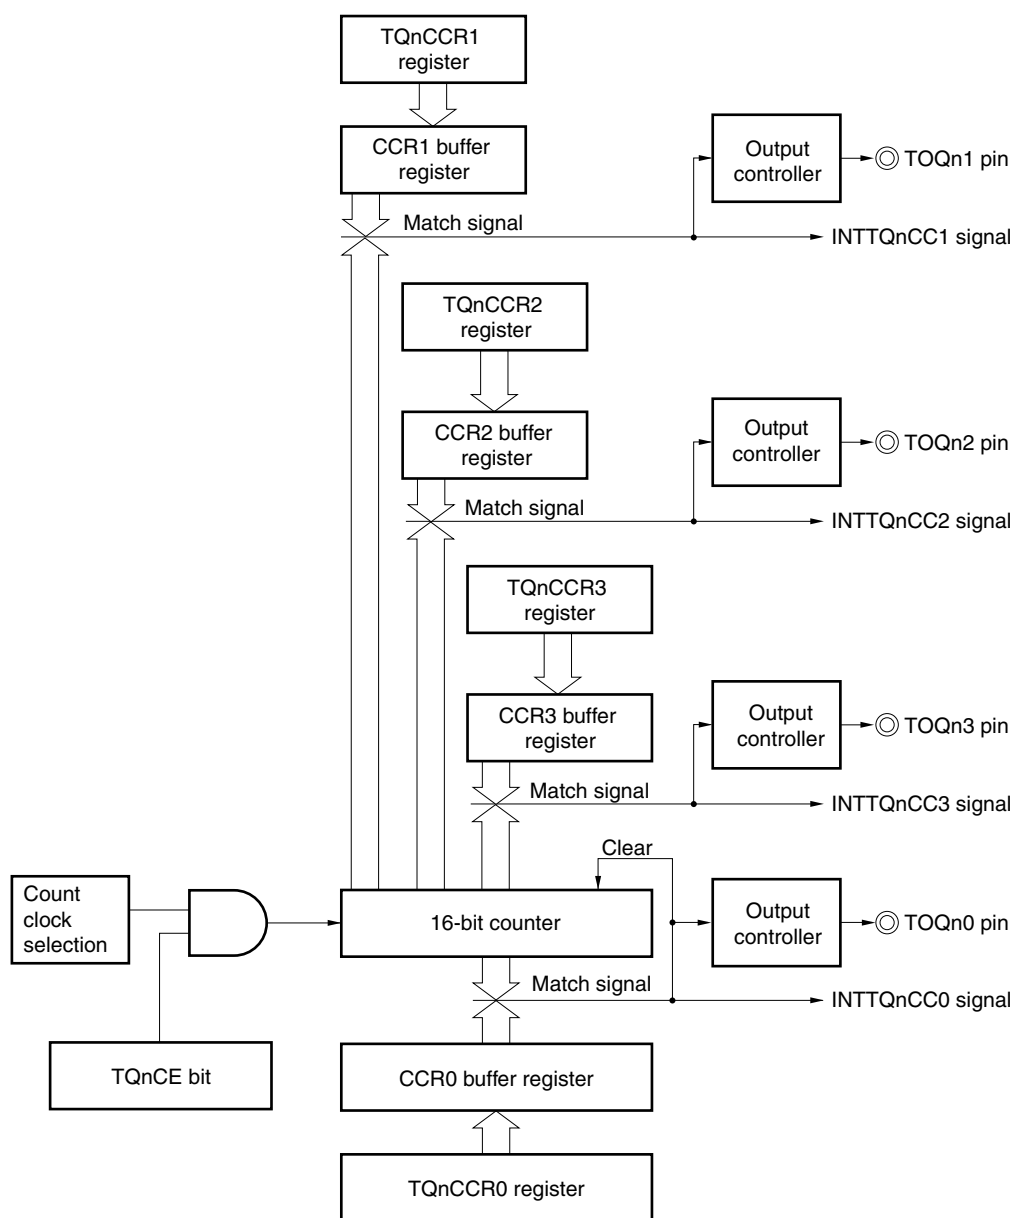 TQnCCR1
register
CCR1 buffer
register
Output
controller
TOQn1 pin
Match signal
INTTQnCC1 signal
TQnCCR2
register
CCR2 buffer
register
Output
controller
TOQn2 pin
Match signal
INTTQnCC2 signal
TQnCCR3
register
CCR3 buffer
register
Output
controller
TOQn3 pin
Match signal
INTTQnCC3 signal
Clear
Count
clock
selection
16-bit counter
Output
controller
TOQn0 pin
Match signal
INTTQnCC0 signal
TQnCE bit
CCR0 buffer register
TQnCCR0 register